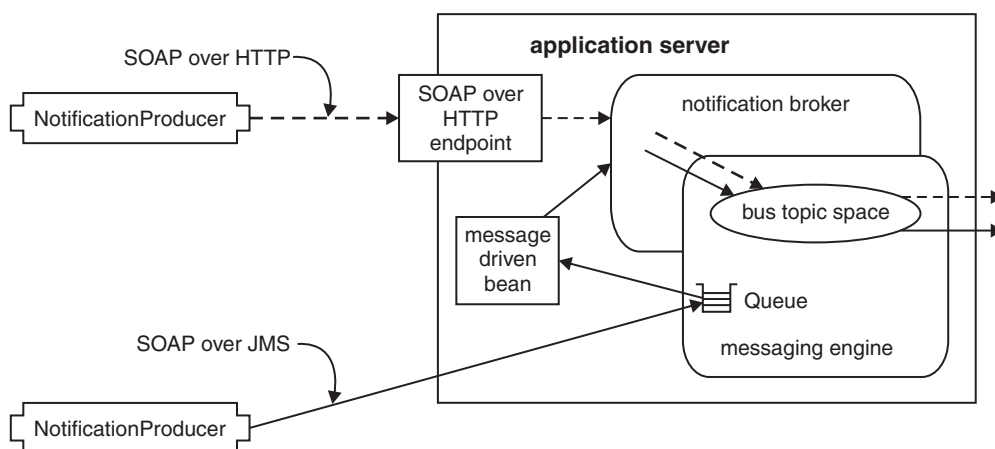 application server
SOAP over HTTP
NotificationProducer
SOAP over
HTTP
endpoint
notification broker
bus topic space
message
driven
bean
Queue
messaging engine
SOAP over JMS
NotificationProducer